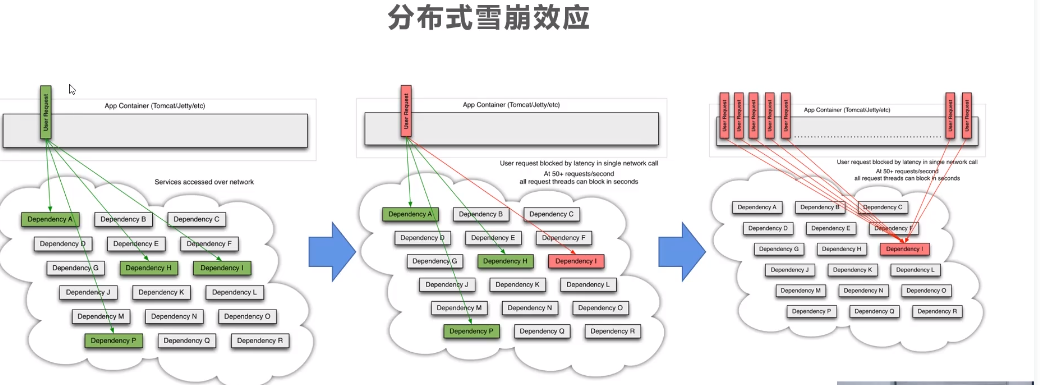 分布式雪崩效应
User Request
App Container (Tomcat/Jetty/etc)
Services accessed over network
Dependency A
Dependency B
Dependency C
Dependency D
Dependency E
Dependency F
Dependency G
Dependency H
Dependency I
Dependency J
Dependency K
Dependency L
Dependency M
Dependency N
Dependency O
Dependency P
Dependency Q
Dependency R
User Request
App Container (Tomcat/Jetty/etc)
User request blocked by latency in single network call
At 50+ requests/second
all request threads can block in seconds
Dependency A
Dependency B
Dependency C
Dependency D
Dependency E
Dependency F
Dependency G
Dependency H
Dependency I
Dependency J
Dependency K
Dependency L
Dependency M
Dependency N
Dependency O
Dependency P
Dependency Q
Dependency R
User Request
User Request
User Request
User Request
User Request
App Container (Tomcat/Jetty/etc)
User Request
User Request
User request blocked by latency in single network call
At 50+ requests/second
all request threads can block in seconds
Dependency A
Dependency B
Dependency C
Dependency D
Dependency E
Dependency F
Dependency G
Dependency H
Dependency I
Dependency J
Dependency K
Dependency L
Dependency M
Dependency N
Dependency O
Dependency P
Dependency Q
Dependency R